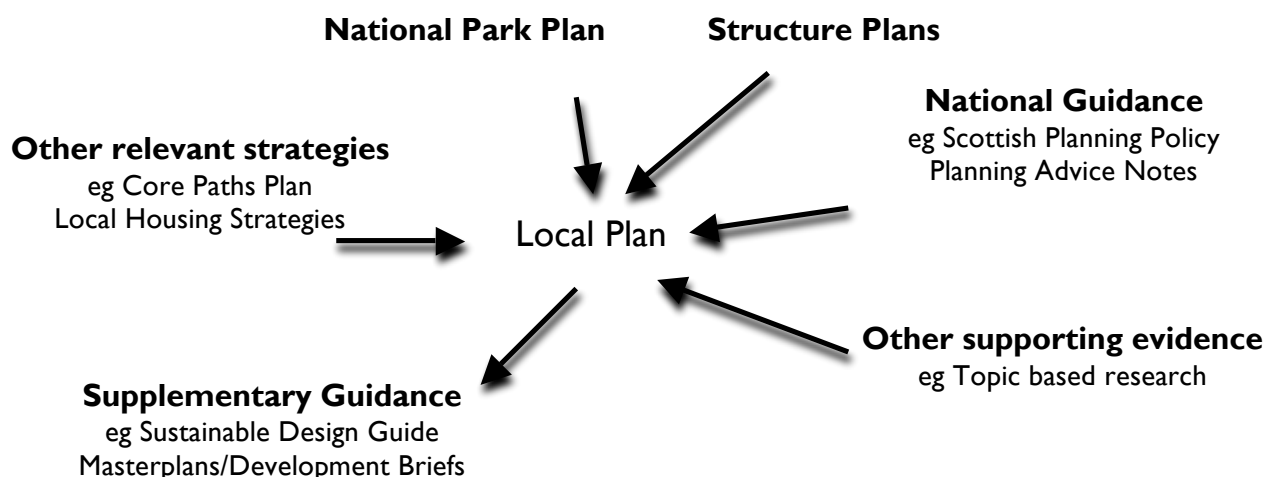 National Park Plan
Structure Plans
National Guidance
eg Scottish Planning Policy
Planning Advice Notes
Other relevant strategies
eg Core Paths Plan
Local Housing Strategies
Local Plan
Other supporting evidence
eg Topic based research
Supplementary Guidance
eg Sustainable Design Guide
Masterplans/Development Briefs